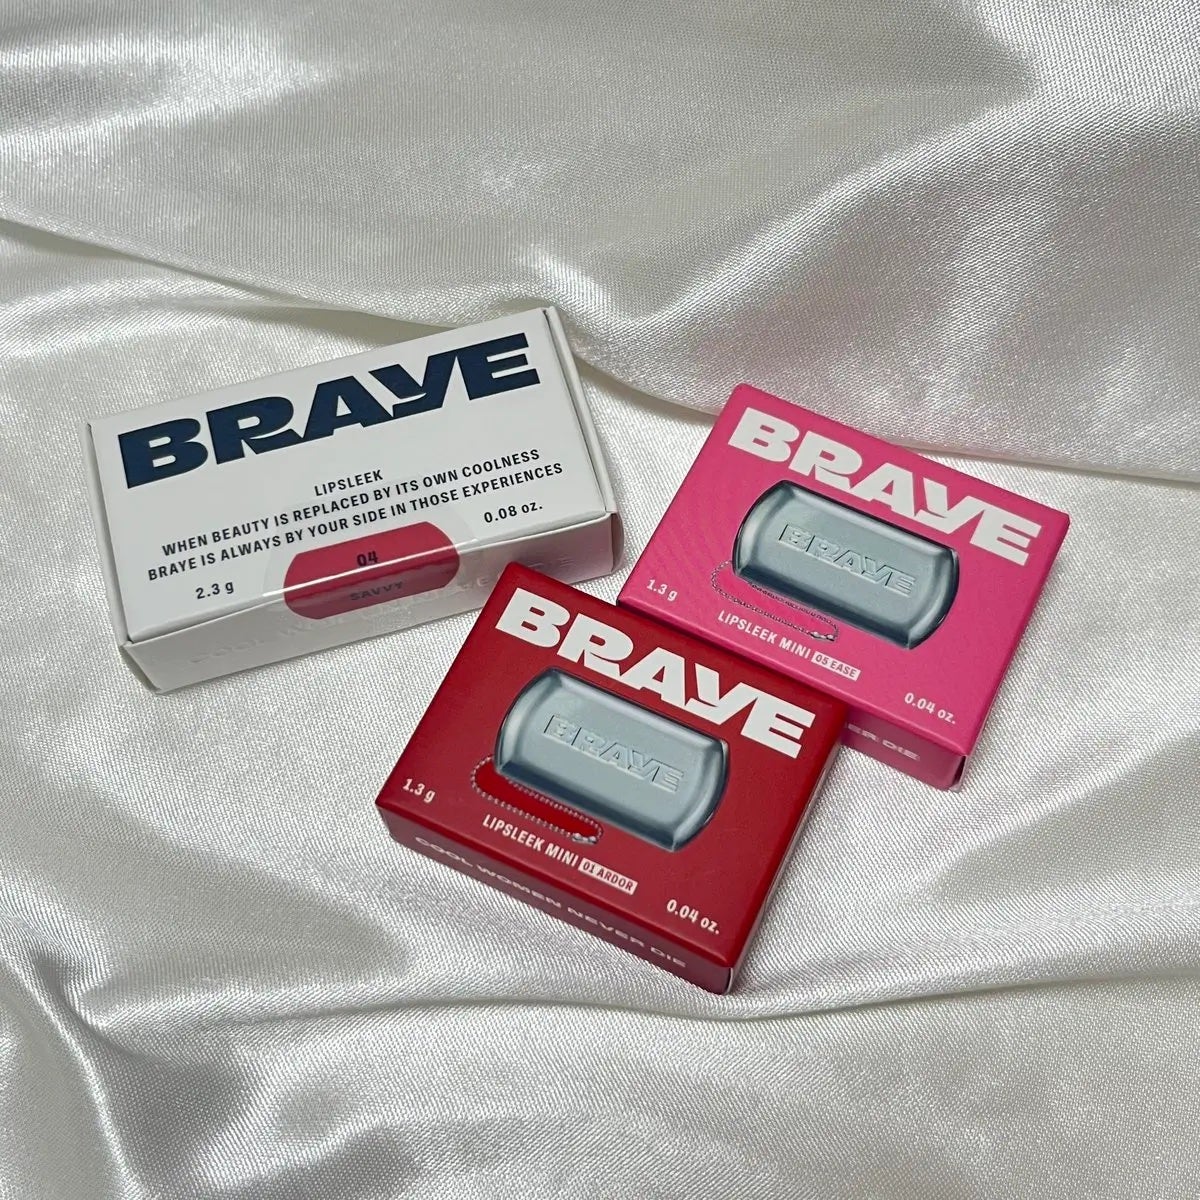 BRAYE
LIPSLEEK
WHEN BEAUTY IS REPLACED BY ITS OWN COOLNESS
BRAYE IS ALWAYS BY YOUR SIDE IN THOSE EXPERIENCES
2.3 g
0.08 oz.
04
SAVVY
BRAYE
BRAYE
1.3 g
LIPSLEEK MINI 05 EASE
0.04 oz.
ER DIE
BRAYE
BRAYE
1.3 g
LIPSLEEK MINI 01 ARDOR
0.04 oz.
COOL WOMEN NEVER DIE